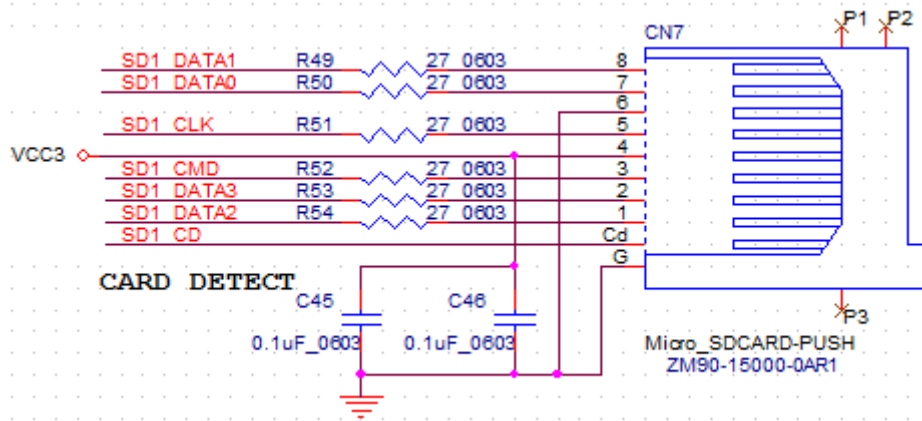 P1 P2
CN7
SD1 DATA1 R49 27 0603 8
SD1 DATA0 R50 27 0603 7
6
SD1 CLK R51 27 0603 5
VCC3 4
SD1 CMD R52 27 0603 3
SD1 DATA3 R53 27 0603 2
SD1 DATA2 R54 27 0603 1
SD1 CD Cd
G
CARD DETECT
C45 C46
P3
0.1uF_0603 0.1uF_0603 Micro_SDCARD-PUSH
ZM90-15000-0AR1